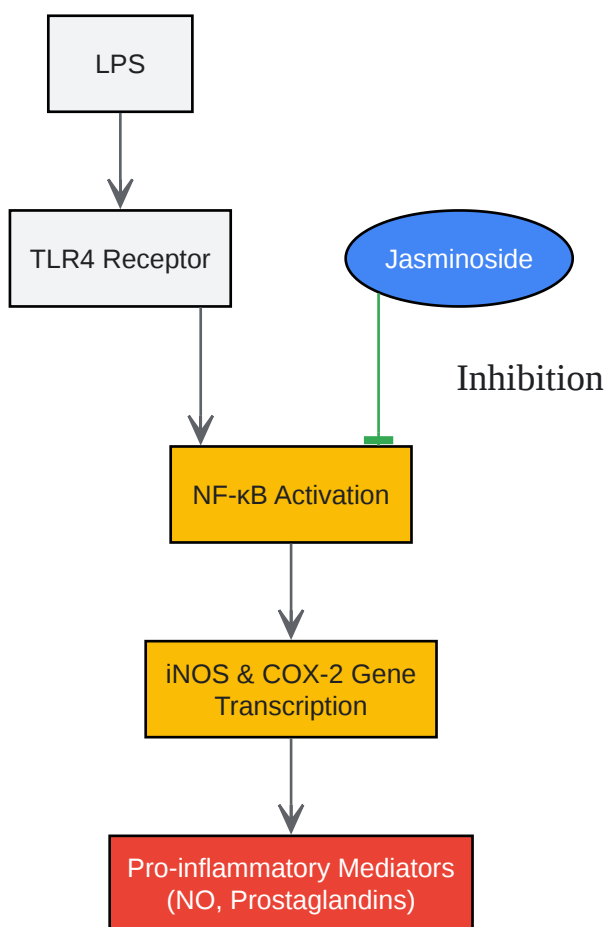 LPS
TLR4 Receptor
Jasminoside
Inhibition
NF-κB Activation
iNOS & COX-2 Gene
Transcription
Pro-inflammatory Mediators
(NO, Prostaglandins)